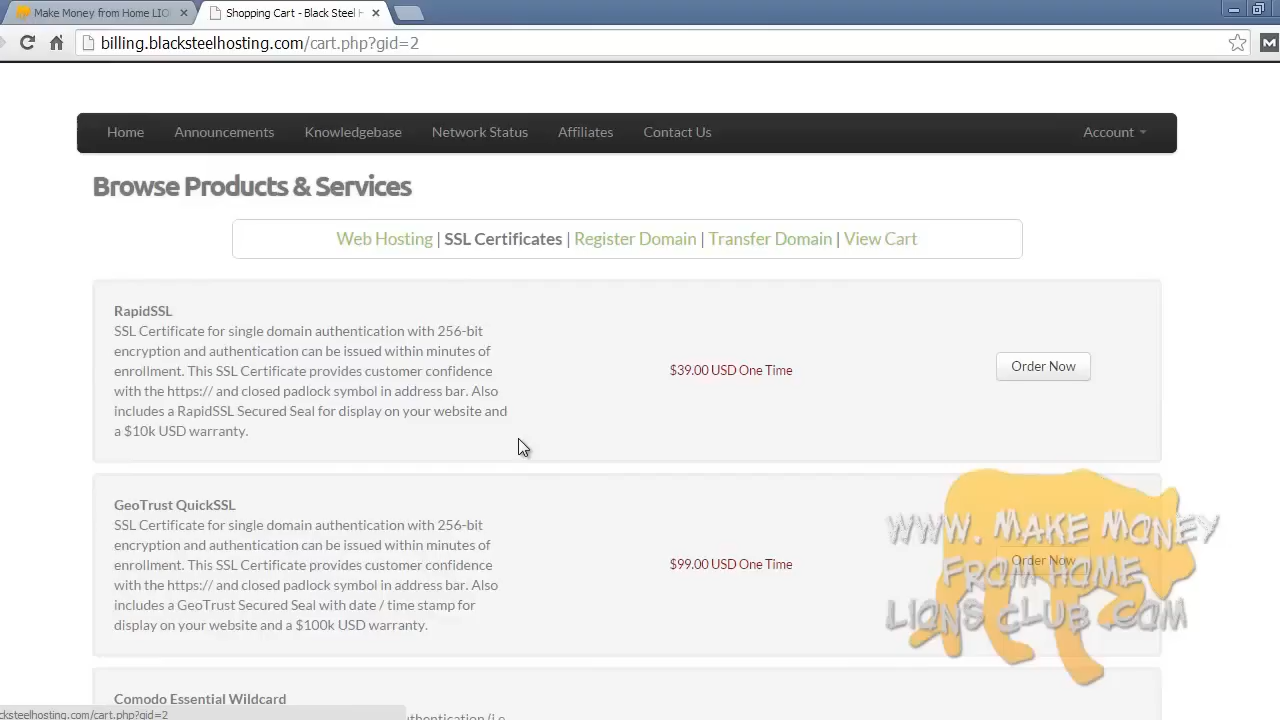 Make Money from Home LIO
Shopping Cart - Black Steel H
billing.blacksteelhosting.com/cart.php?gid=2
Home Announcements Knowledgebase Network Status Affiliates Contact Us Account
Browse Products & Services
Web Hosting | SSL Certificates | Register Domain | Transfer Domain | View Cart
RapidSSL
SSL Certificate for single domain authentication with 256-bit
encryption and authentication can be issued within minutes of
enrollment. This SSL Certificate provides customer confidence
with the https:// and closed padlock symbol in address bar. Also
includes a RapidSSL Secured Seal for display on your website and
a $10k USD warranty.
$39.00 USD One Time
Order Now
GeoTrust QuickSSL
SSL Certificate for single domain authentication with 256-bit
encryption and authentication can be issued within minutes of
enrollment. This SSL Certificate provides customer confidence
with the https:// and closed padlock symbol in address bar. Also
includes a GeoTrust Secured Seal with date / time stamp for
display on your website and a $100k USD warranty.
$99.00 USD One Time
Order Now
WWW. MAKE MONEY
FROM HOME
LIONS CLUB .COM
Comodo Essential Wildcard
cksteelhosting.com/cart.php?gid=2